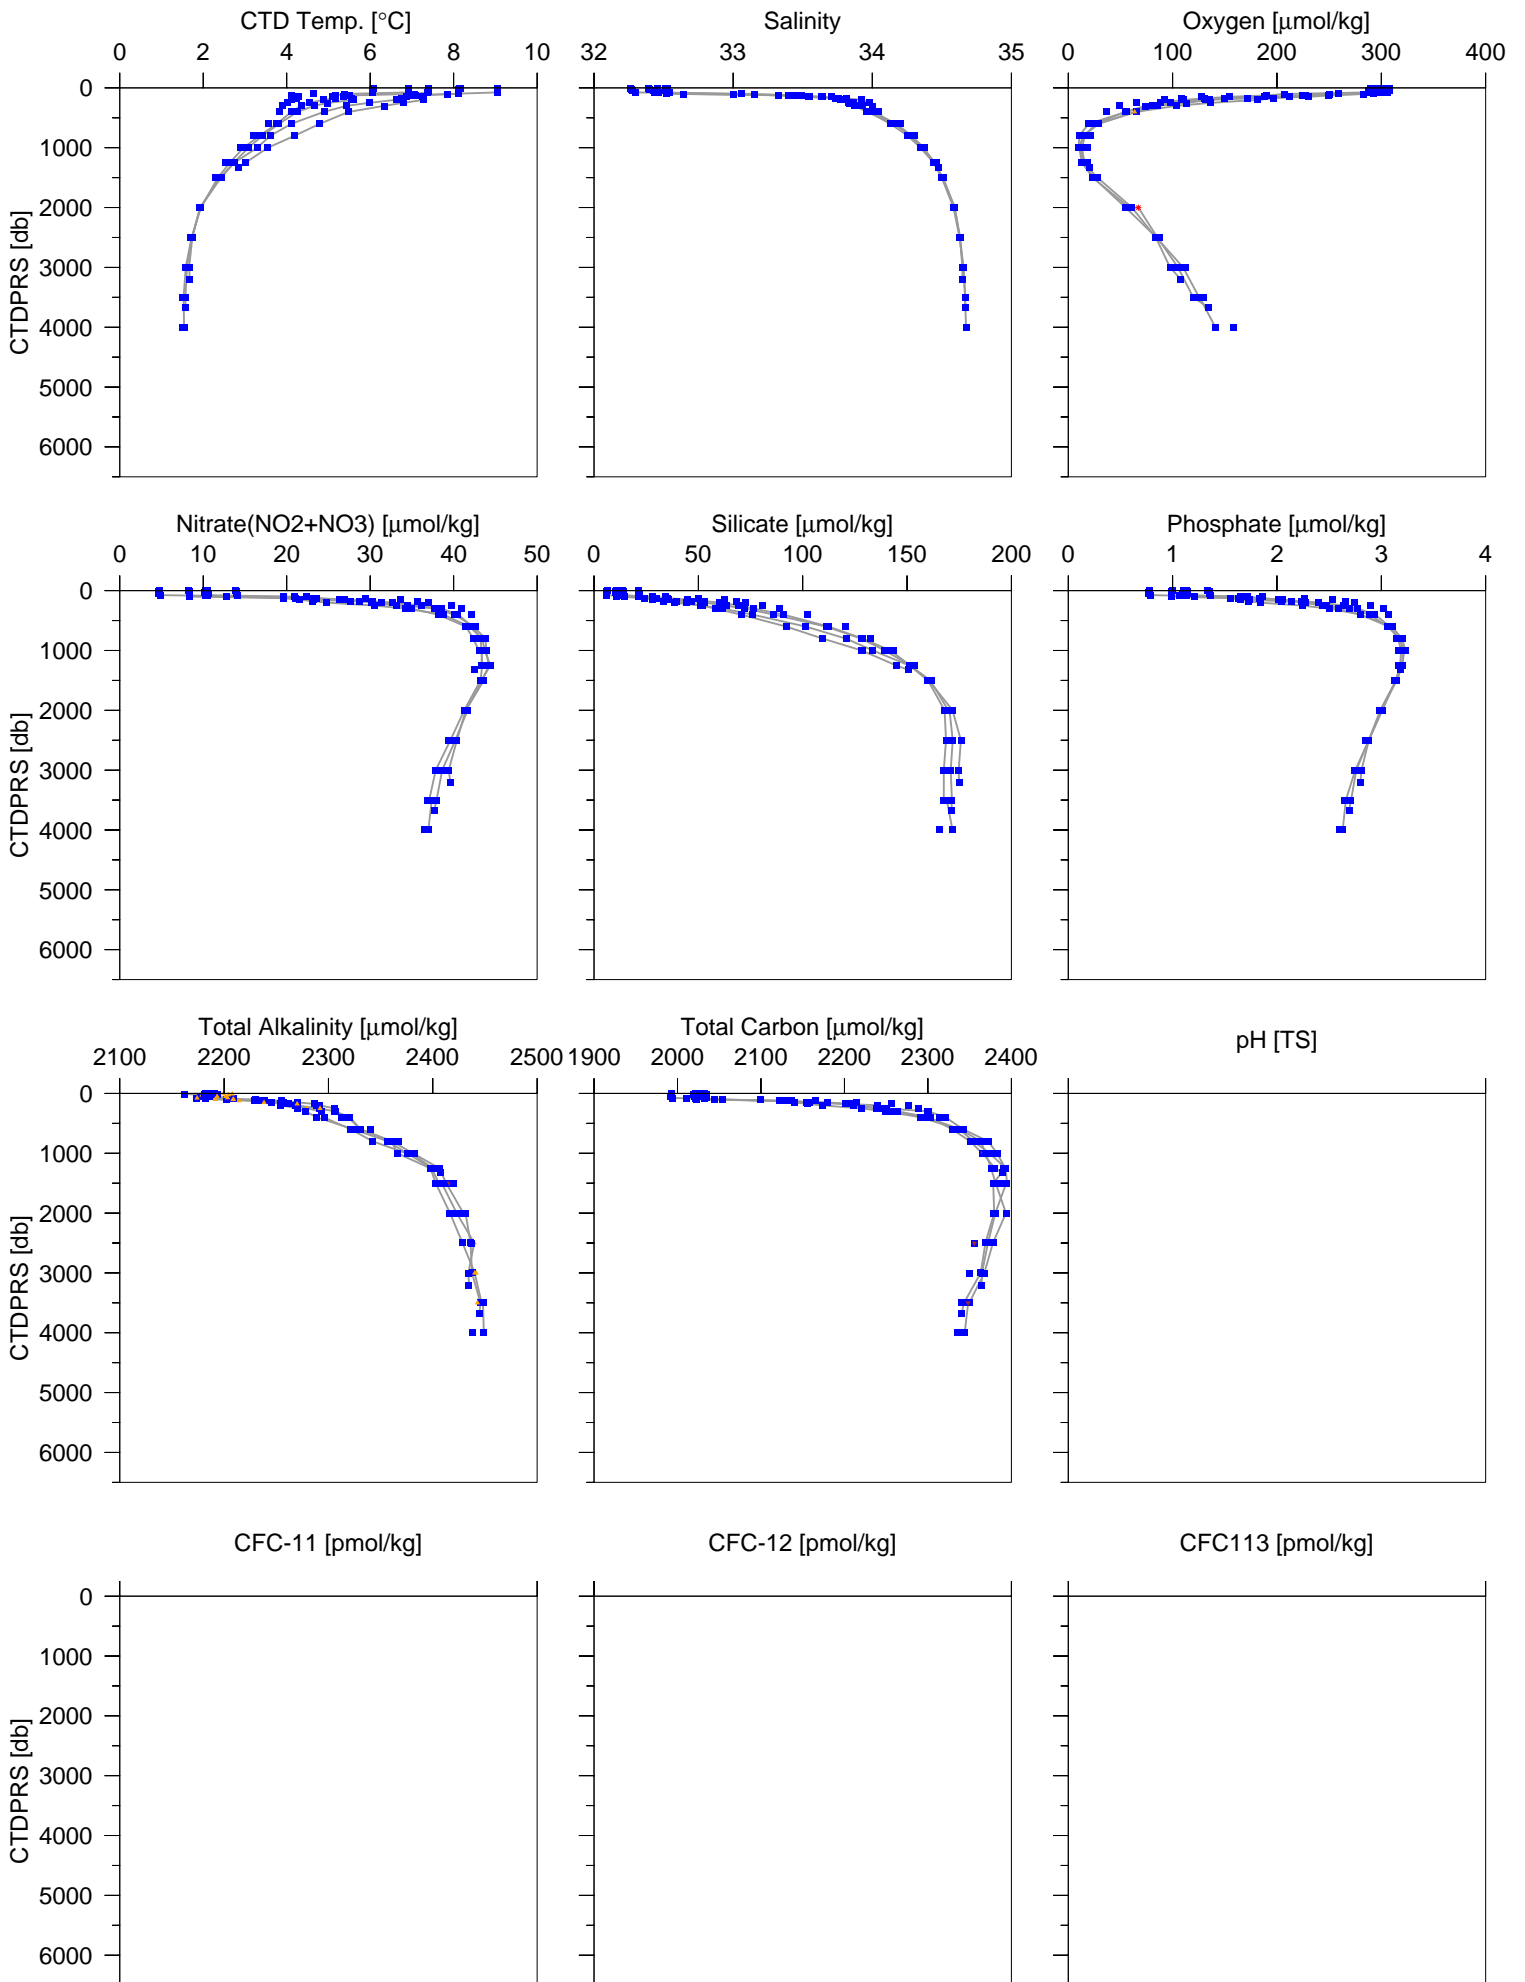 CTD Temp. [°C] Salinity Oxygen [μmol/kg]
0 2 4 6 8 10 32 33 34 35 0 100 200 300 400
0
1000
2000
3000
4000
5000
6000
CTDPRS [db]
Nitrate(NO2+NO3) [μmol/kg] Silicate [μmol/kg] Phosphate [μmol/kg]
0 10 20 30 40 50 0 50 100 150 200 0 1 2 3 4
0
1000
2000
3000
4000
5000
6000
CTDPRS [db]
Total Alkalinity [μmol/kg] Total Carbon [μmol/kg] pH [TS]
2100 2200 2300 2400 2500 1900 2000 2100 2200 2300 2400
0
1000
2000
3000
4000
5000
6000
CTDPRS [db]
CFC-11 [pmol/kg] CFC-12 [pmol/kg] CFC113 [pmol/kg]
0
1000
2000
3000
4000
5000
6000
CTDPRS [db]